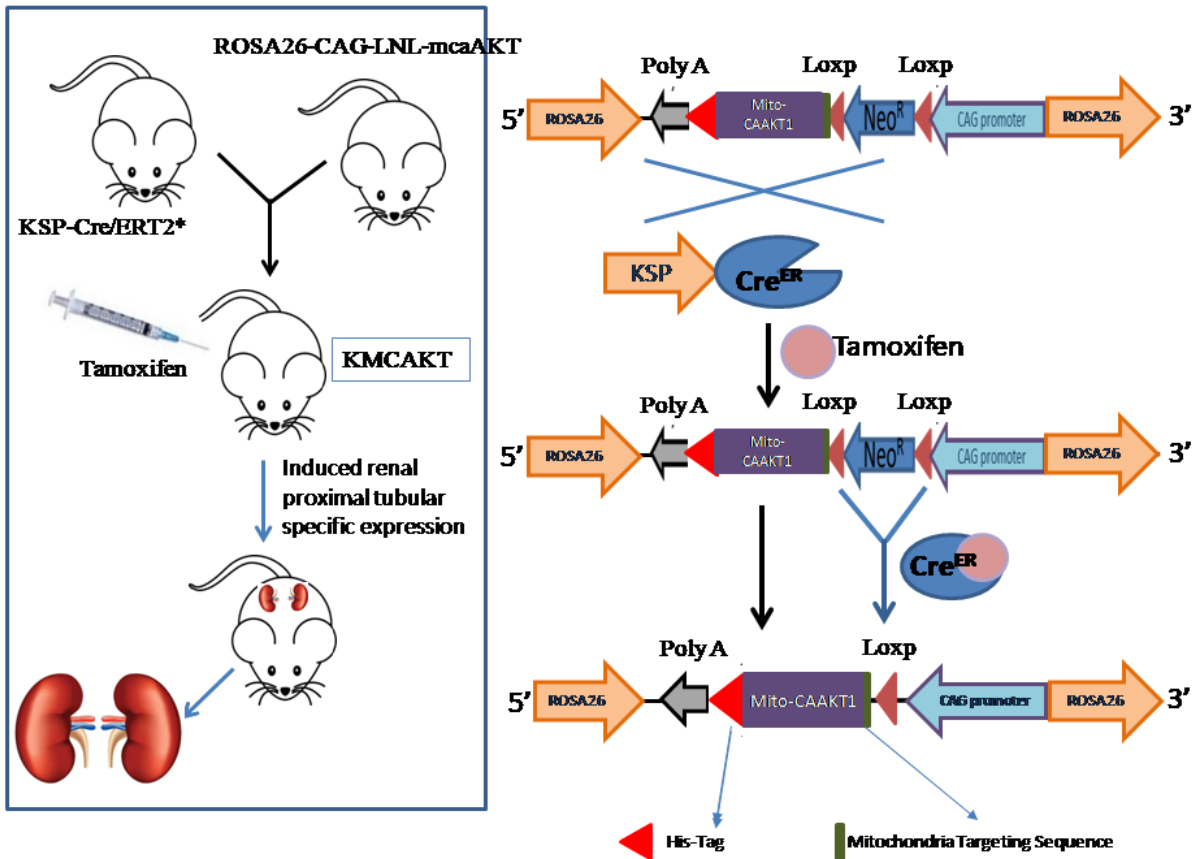 ROSA26-CAG-LNL-mcaAKT
KSP-Cre/ERT2*
Tamoxifen
KMCAKT
Induced renal
proximal tubular
specific expression
Poly A
Loxp
Loxp
5’
ROSA26
Mito-
CAAKT1
Neoᴿ
CAG promoter
ROSA26
3’
KSP
Creᴱᴿ
Tamoxifen
Poly A
Loxp
Loxp
5’
ROSA26
Mito-
CAAKT1
Neoᴿ
CAG promoter
ROSA26
3’
Creᴱᴿ
Poly A
Loxp
5’
ROSA26
Mito-CAAKT1
CAG promoter
ROSA26
3’
His-Tag
Mitochondria Targeting Sequence